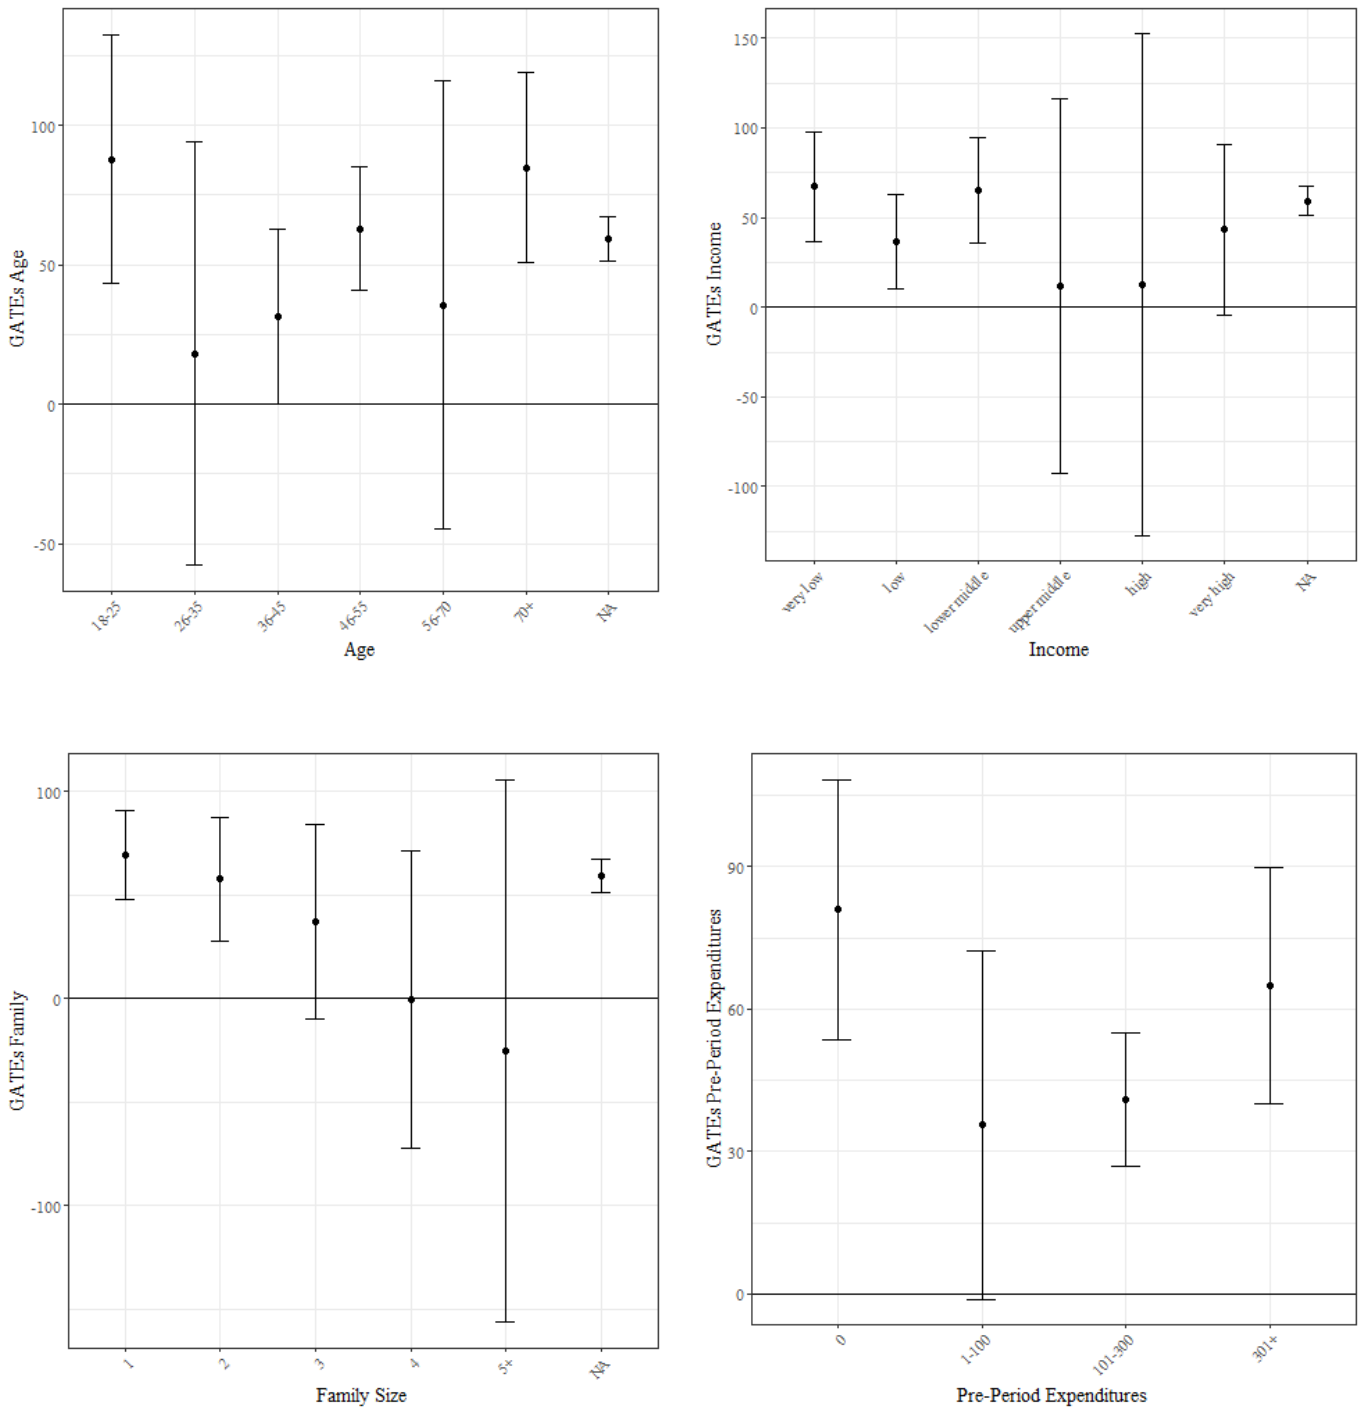 GATEs Age
100
50
0
-50
18-25
26-35
36-45
46-55
56-70
70+
NA
Age
GATEs Income
150
100
50
0
-50
-100
very low
low
lower middle
upper middle
high
very high
NA
Income
GATEs Family
100
0
-100
1
2
3
4
5+
NA
Family Size
GATEs Pre-Period Expenditures
90
60
30
0
0
1-100
101-300
301+
Pre-Period Expenditures